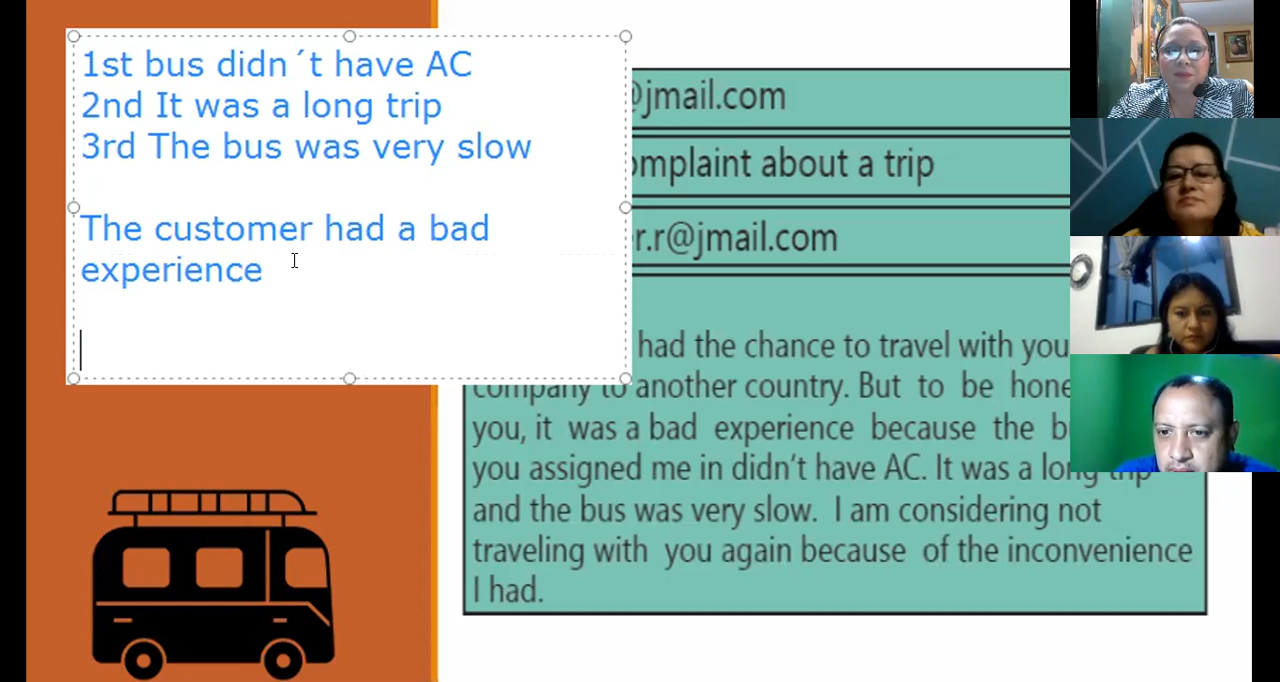 1st bus didn´t have AC
2nd It was a long trip
3rd The bus was very slow
The customer had a bad
experience
@jmail.com
omplaint about a trip
r.r@jmail.com
had the chance to travel with you
company to another country. But to be hone
you, it was a bad experience because the b
you assigned me in didn't have AC. It was a long trip
and the bus was very slow. I am considering not
traveling with you again because of the inconvenience
I had.